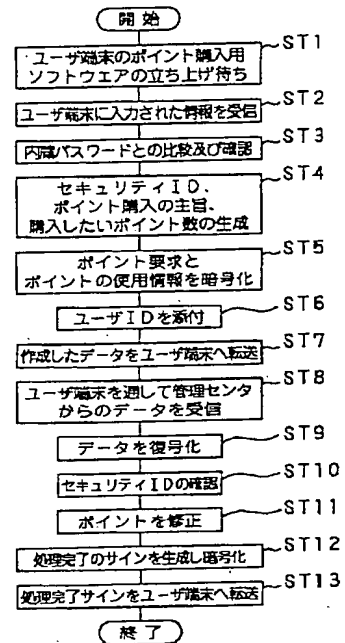 開始
ST1
ユーザ端末のポイント購入用
ソフトウエアの立ち上げ待ち
ST2
ユーザ端末に入力された情報を受信
ST3
内蔵パスワードとの比較及び確認
ST4
セキュリティID、
ポイント購入の主旨、
購入したいポイント数の生成
ST5
ポイント要求と
ポイントの使用情報を暗号化
ST6
ユーザIDを添付
ST7
作成したデータをユーザ端末へ転送
ST8
ユーザ端末を通して管理センタ
からのデータを受信
ST9
データを復号化
ST10
セキュリティIDの確認
ST11
ポイントを修正
ST12
処理完了のサインを生成し暗号化
ST13
処理完了サインをユーザ端末へ転送
終了